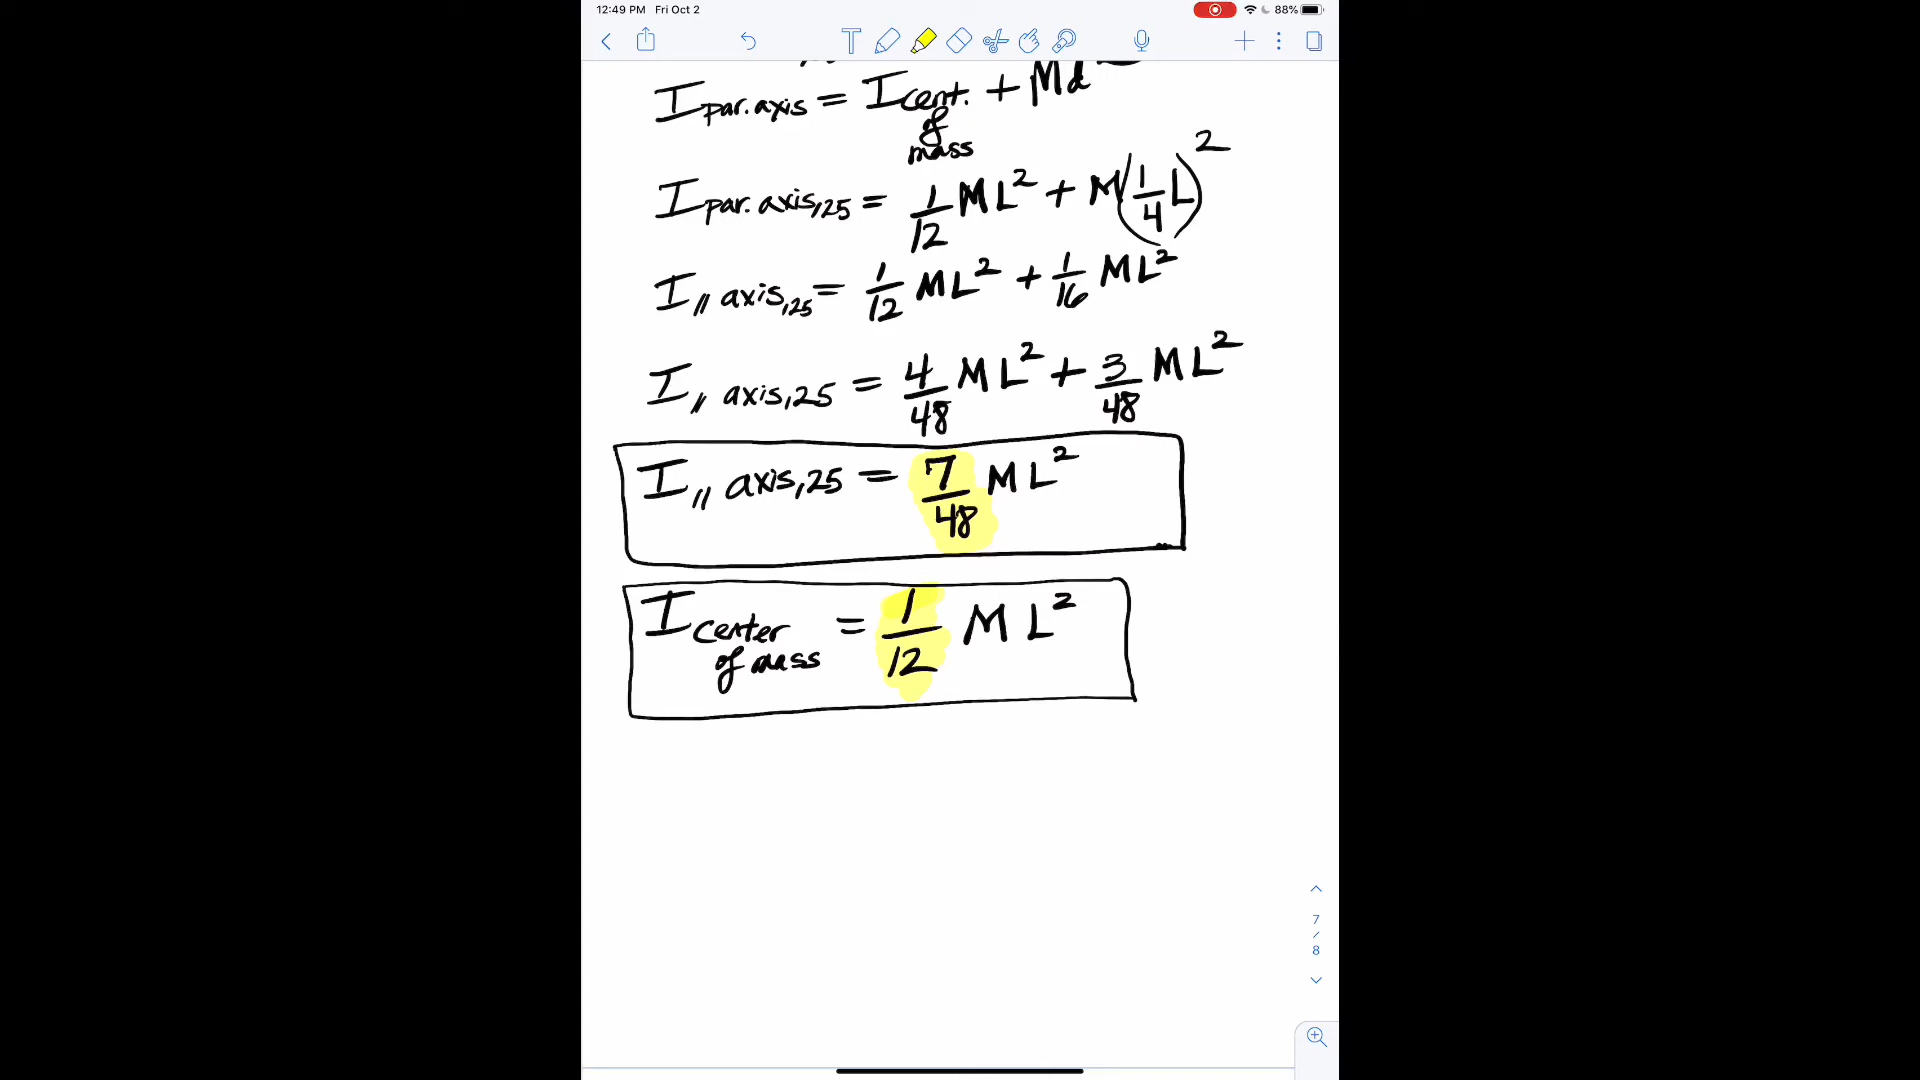 12:49 PM Fri Oct 2 88%
I par. axis = I cent. of mass + Md²
I par. axis,25 = 1/12 ML² + M(1/4 L)²
I // axis,25 = 1/12 ML² + 1/16 ML²
I // axis,25 = 4/48 ML² + 3/48 ML²
I // axis,25 = 7/48 ML²
I center of mass = 1/12 ML²
7
/
8